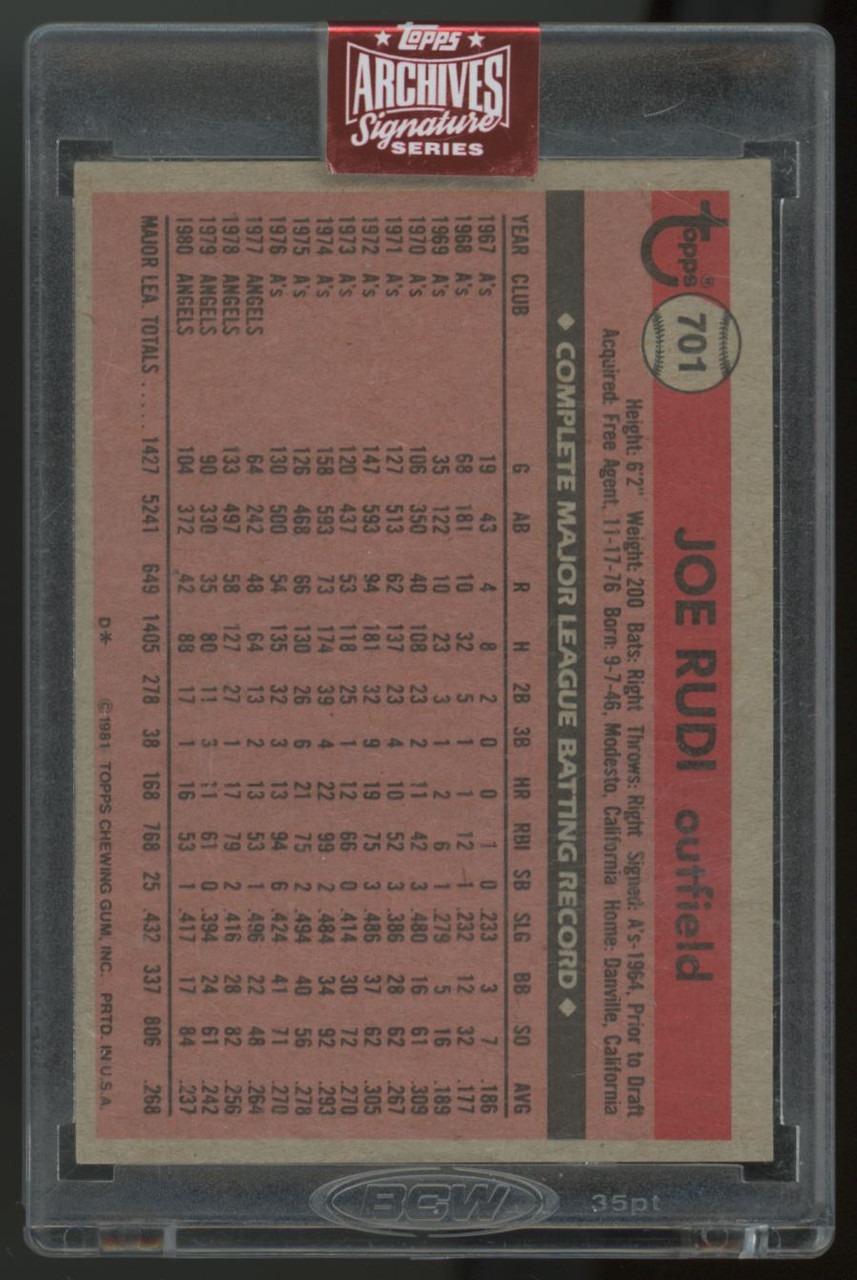 ★ Topps ★
ARCHIVES
Signature
SERIES
Topps®
701
JOE RUDI outfield
Height: 6'2" Weight: 200 Bats: Right Throws: Right Signed: A's-1964, Prior to Draft
Acquired: Free Agent, 11-17-76 Born: 9-7-46, Modesto, California Home: Danville, California
◆ COMPLETE MAJOR LEAGUE BATTING RECORD ◆
YEAR CLUB G AB R H 2B 3B HR RBI SB SLG BB SO AVG
1967 A's 19 43 4 8 2 0 0 1 0 .233 3 7 .186
1968 A's 68 181 10 32 5 1 1 12 1 .232 12 32 .177
1969 A's 35 122 10 23 3 1 2 6 1 .279 5 16 .189
1970 A's 106 350 40 108 23 2 11 42 3 .480 16 61 .309
1971 A's 127 513 62 137 23 4 10 52 3 .386 28 62 .267
1972 A's 147 593 94 181 32 9 19 75 3 .486 37 62 .305
1973 A's 120 437 53 118 25 1 12 66 0 .414 30 72 .270
1974 A's 158 593 73 174 39 4 22 99 2 .484 34 92 .293
1975 A's 126 468 66 130 26 6 21 75 2 .494 40 56 .278
1976 A's 130 500 54 135 32 3 13 94 6 .424 41 71 .270
1977 ANGELS 64 242 48 64 13 2 13 53 1 .496 22 48 .264
1978 ANGELS 133 497 58 127 27 1 17 79 2 .416 28 82 .256
1979 ANGELS 90 330 35 80 11 3 11 61 0 .394 24 61 .242
1980 ANGELS 104 372 42 88 17 1 16 53 1 .417 17 84 .237
MAJOR LEA. TOTALS ..... 1427 5241 649 1405 278 38 168 768 25 .432 337 806 .268
D* ©1981 TOPPS CHEWING GUM, INC. PRTD. IN U.S.A.
BCW
35pt